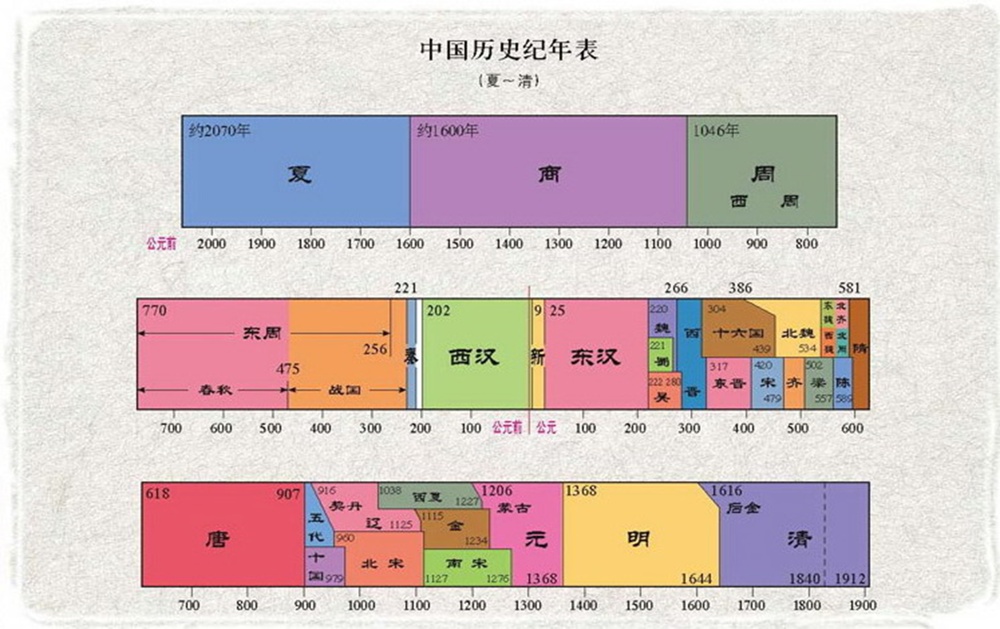 中国历史纪年表
(夏～清)
约2070年 约1600年 1046年
夏 商 周
西 周
公元前 2000 1900 1800 1700 1600 1500 1400 1300 1200 1100 1000 900 800
221 266 386 581
770 202 9 25 220 304 东魏 北齐
东周 魏 西晋 十六国 北魏 西魏 北周
256 221 439 534 隋
秦 西汉 新 东汉 蜀
475 317 420 502
春秋 战国 222 280 东晋 宋 齐 梁 陈
吴 479 557 589
700 600 500 400 300 200 100 公元前 公元 100 200 300 400 500 600
618 907 916 1038 西夏 1206 1368 1616
契丹 1227 蒙古 后金
五代 辽 1125 1115 金
唐 960 1234 元 明 清
十国 北宋 南宋
979 1127 1276 1368 1644 1840 1912
700 800 900 1000 1100 1200 1300 1400 1500 1600 1700 1800 1900